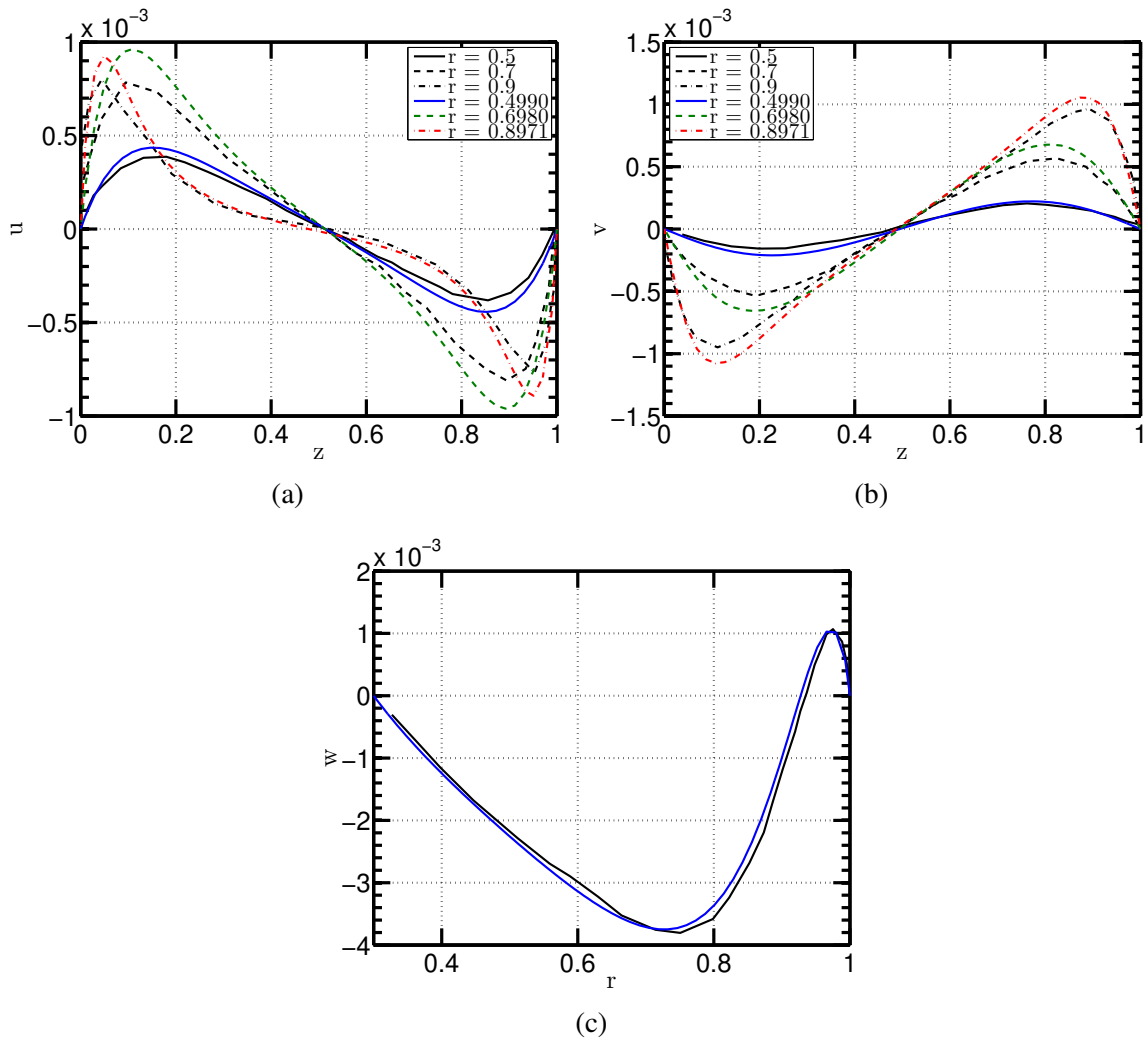 x 10⁻³
1
0.5
0
−0.5
−1
u
0
0.2
0.4
0.6
0.8
1
z
r = 0.5
r = 0.7
r = 0.9
r = 0.4990
r = 0.6980
r = 0.8971
(a)
x 10⁻³
1.5
1
0.5
0
−0.5
−1
1.5
v
0
0.2
0.4
0.6
0.8
1
z
r = 0.5
r = 0.7
r = 0.9
r = 0.4990
r = 0.6980
r = 0.8971
(b)
x 10⁻³
2
1
0
−1
−2
−3
−4
w
0.4
0.6
0.8
1
r
(c)